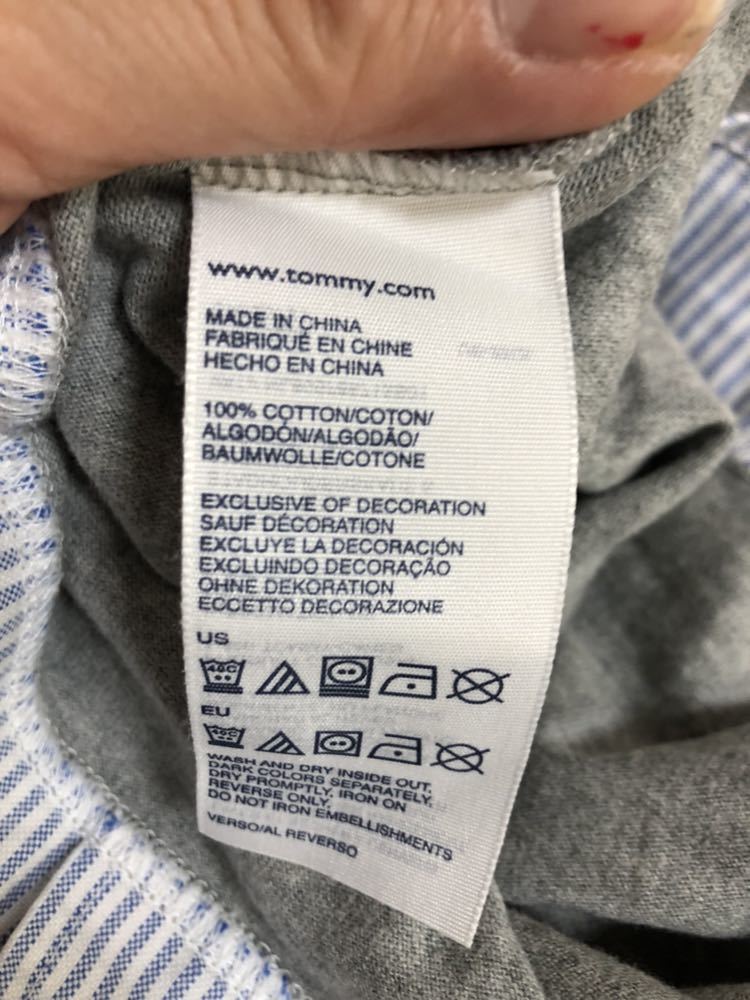 www.tommy.com
MADE IN CHINA
FABRIQUÉ EN CHINE
HECHO EN CHINA
100% COTTON/COTON/
ALGODÓN/ALGODÃO/
BAUMWOLLE/COTONE
EXCLUSIVE OF DECORATION
SAUF DÉCORATION
EXCLUYE LA DECORACIÓN
EXCLUINDO DECORAÇÃO
OHNE DEKORATION
ECCETTO DECORAZIONE
US
40C
EU
40C
WASH AND DRY INSIDE OUT,
DARK COLORS SEPARATELY,
DRY PROMPTLY, IRON ON
REVERSE ONLY,
DO NOT IRON EMBELLISHMENTS
VERSO/AL REVERSO